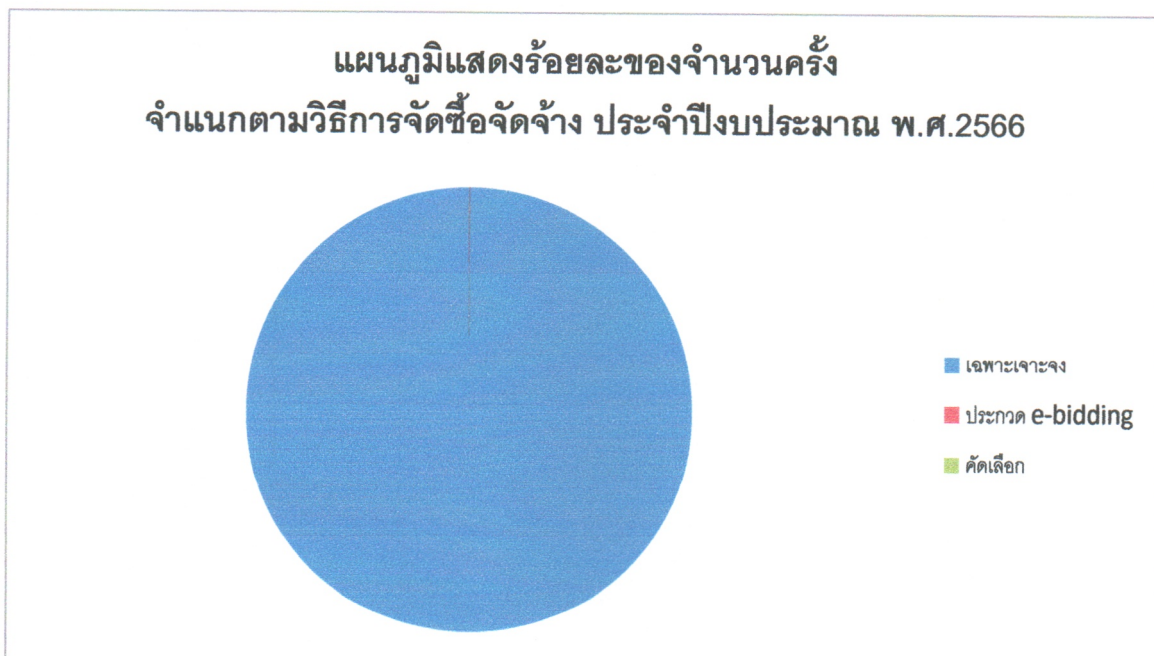 แผนภูมิแสดงร้อยละของจำนวนครั้ง
จำแนกตามวิธีการจัดซื้อจัดจ้าง ประจำปีงบประมาณ พ.ศ.2566
เฉพาะเจาะจง
ประกวด e-bidding
คัดเลือก